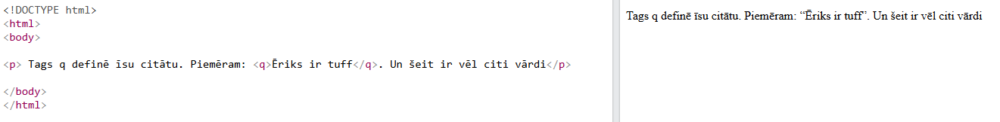 <!DOCTYPE html>
<html>
<body>
<p> Tags q definē īsu citātu. Piemēram: <q>Ēriks ir tuff</q>. Un šeit ir vēl citi vārdi</p>
</body>
</html>
Tags q definē īsu citātu. Piemēram: “Ēriks ir tuff”. Un šeit ir vēl citi vārdi